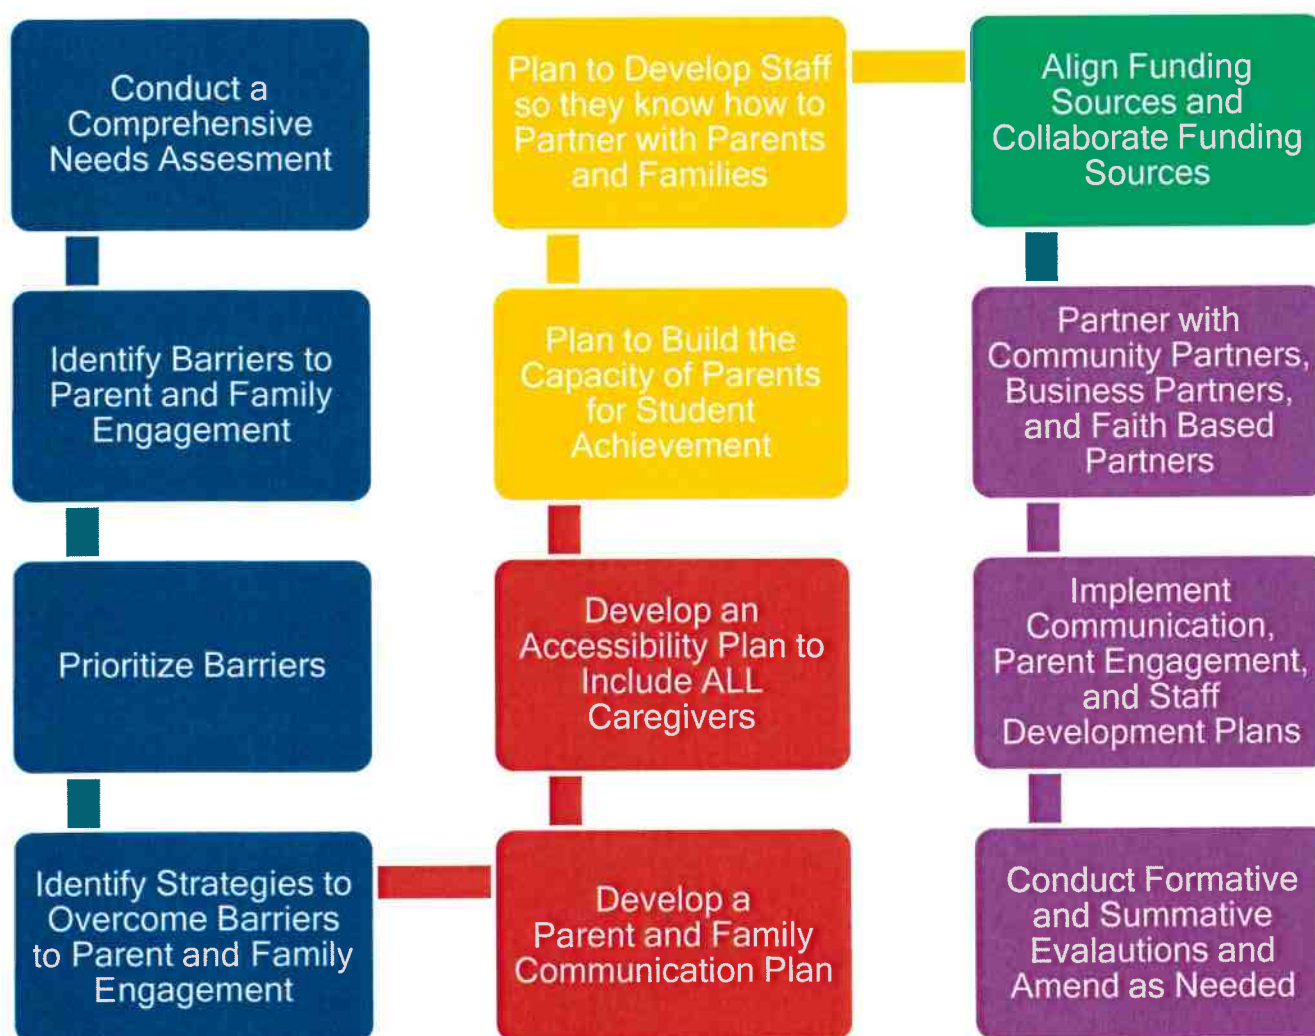 Conduct a
Comprehensive
Needs Assesment
Identify Barriers to
Parent and Family
Engagement
Prioritize Barriers
Identify Strategies to
Overcome Barriers
to Parent and Family
Engagement
Develop a
Parent and Family
Communication Plan
Develop an
Accessibility Plan to
Include ALL
Caregivers
Plan to Build the
Capacity of Parents
for Student
Achievement
Plan to Develop Staff
so they know how to
Partner with Parents
and Families
Align Funding
Sources and
Collaborate Funding
Sources
Partner with
Community Partners,
Business Partners,
and Faith Based
Partners
Implement
Communication,
Parent Engagement,
and Staff
Development Plans
Conduct Formative
and Summative
Evalautions and
Amend as Needed